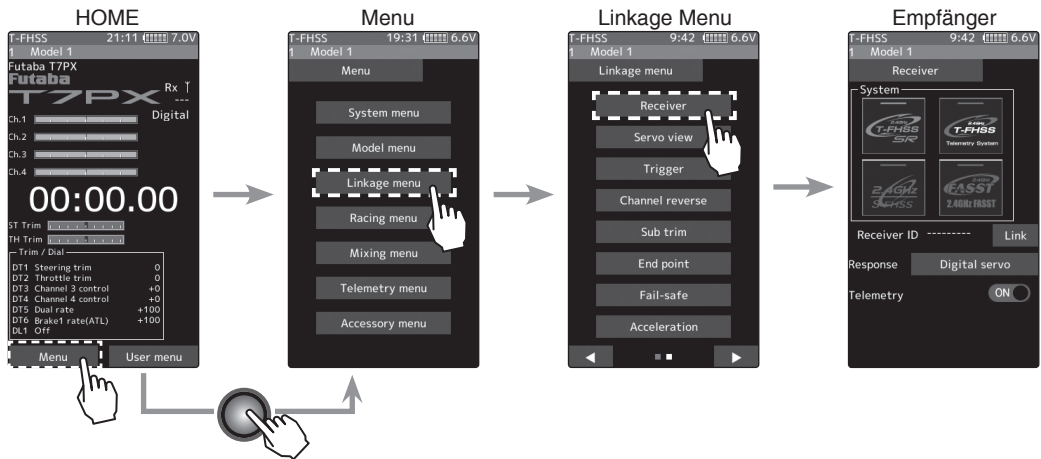 HOME
T-FHSS 21:11 7.0V
1 Model 1
Futaba T7PX
Futaba
T7PX
Rx
---
Digital
Ch.1
Ch.2
Ch.3
Ch.4
00:00.00
ST Trim
TH Trim
Trim / Dial
DT1 Steering trim 0
DT2 Throttle trim 0
DT3 Channel 3 control +0
DT4 Channel 4 control +0
DT5 Dual rate +100
DT6 Brake1 rate(ATL) +100
DL1 Off
Menu User menu
Menu
T-FHSS 19:31 6.6V
1 Model 1
Menu
System menu
Model menu
Linkage menu
Racing menu
Mixing menu
Telemetry menu
Accessory menu
Linkage Menu
T-FHSS 9:42 6.6V
1 Model 1
Linkage menu
Receiver
Servo view
Trigger
Channel reverse
Sub trim
End point
Fail-safe
Acceleration
Empfänger
T-FHSS 9:42 6.6V
1 Model 1
Receiver
System
2.4GHz
T-FHSS
SR
2.4GHz
T-FHSS
Telemetry System
2.4GHz
S-FHSS
2.4GHz
FASST
2.4GHz FASST
Receiver ID --------- Link
Response Digital servo
Telemetry ON